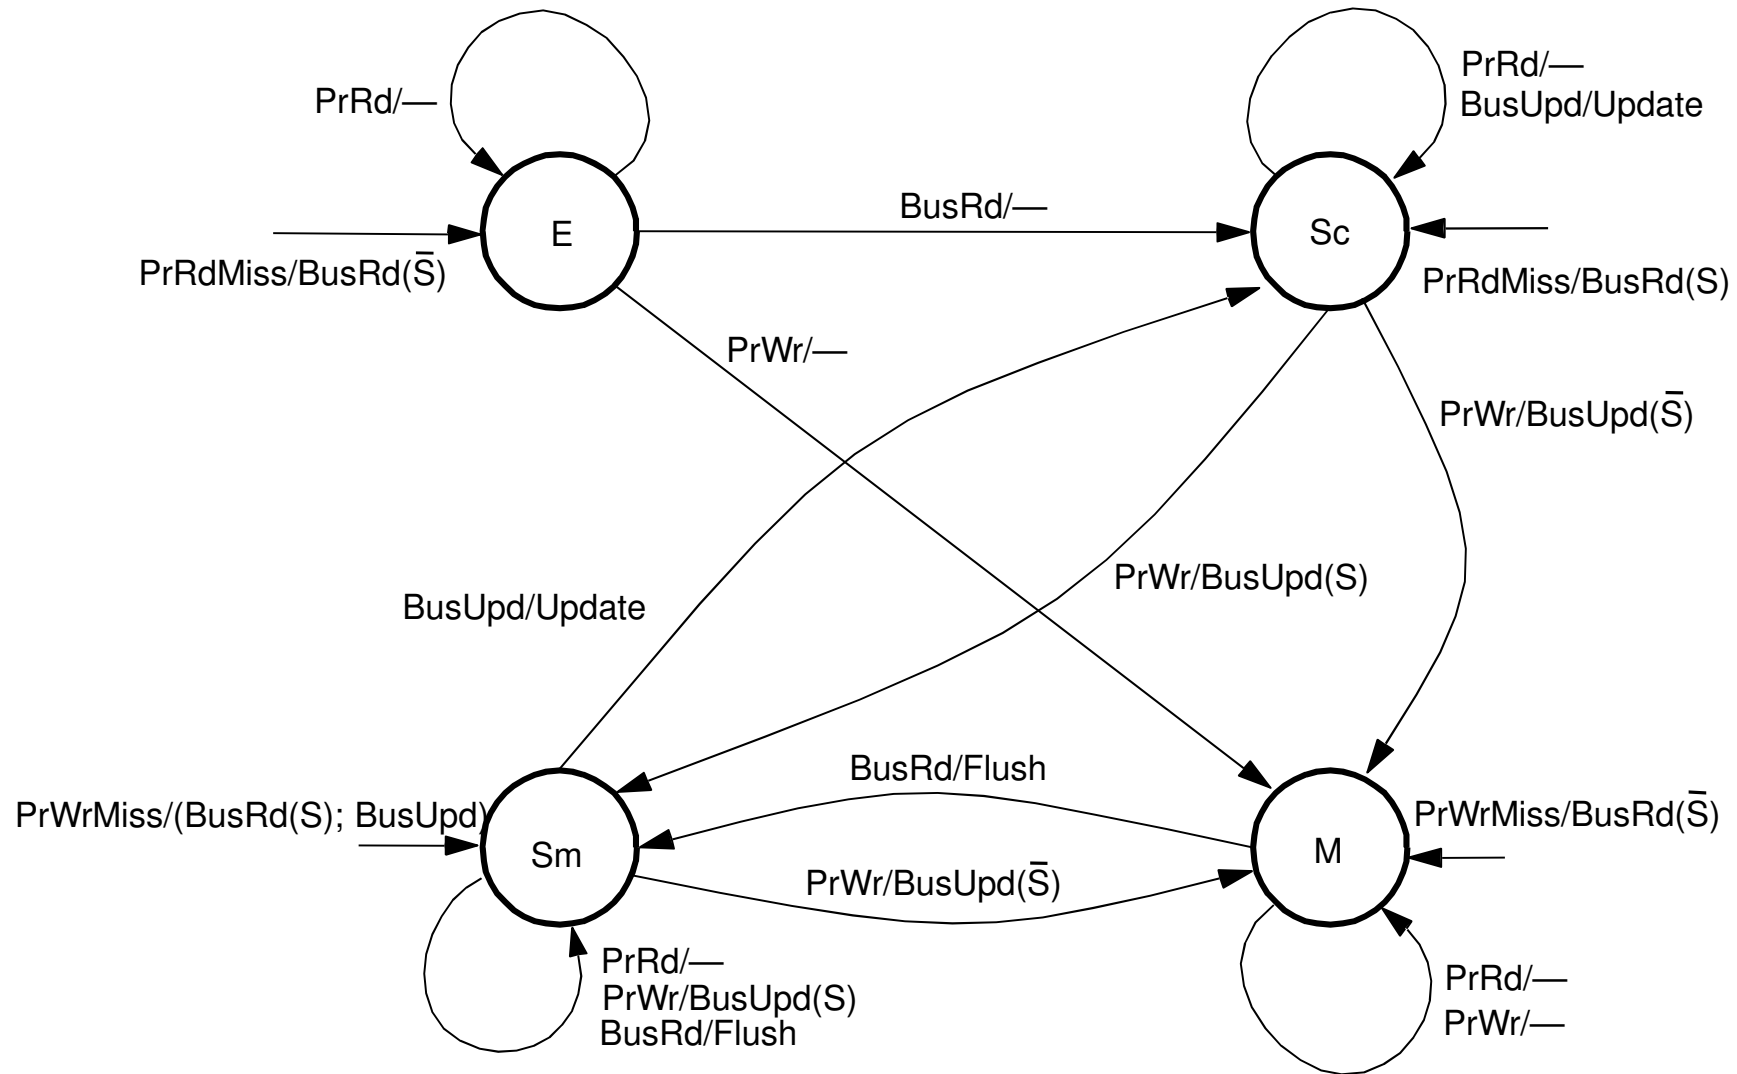 PrRd/—
PrRd/—
BusUpd/Update
E
BusRd/—
Sc
PrRdMiss/BusRd(S̅)
PrRdMiss/BusRd(S)
PrWr/—
PrWr/BusUpd(S̅)
PrWr/BusUpd(S)
BusUpd/Update
BusRd/Flush
PrWrMiss/(BusRd(S); BusUpd)
PrWrMiss/BusRd(S̅)
Sm
M
PrWr/BusUpd(S̅)
PrRd/—
PrWr/BusUpd(S)
BusRd/Flush
PrRd/—
PrWr/—